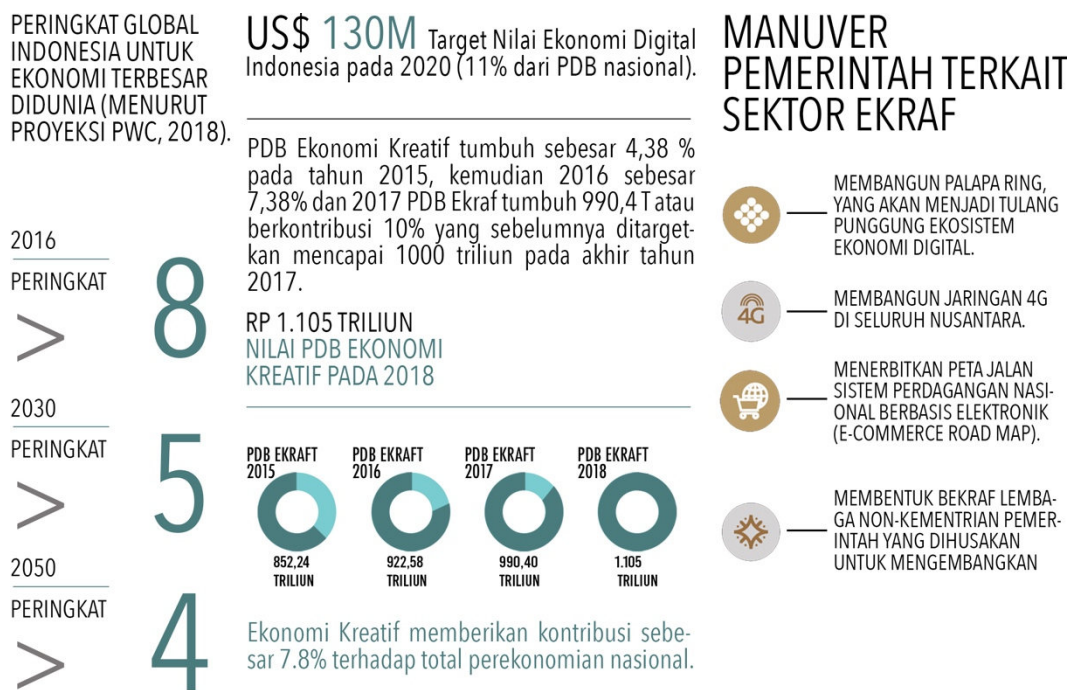 PERINGKAT GLOBAL
INDONESIA UNTUK
EKONOMI TERBESAR
DIDUNIA (MENURUT
PROYEKSI PWC, 2018).
2016
PERINGKAT
>
8
2030
PERINGKAT
>
5
2050
PERINGKAT
>
4
US$ 130M Target Nilai Ekonomi Digital
Indonesia pada 2020 (11% dari PDB nasional).
PDB Ekonomi Kreatif tumbuh sebesar 4,38 %
pada tahun 2015, kemudian 2016 sebesar
7,38% dan 2017 PDB Ekraf tumbuh 990,4 T atau
berkontribusi 10% yang sebelumnya ditarget-
kan mencapai 1000 triliun pada akhir tahun
2017.
RP 1.105 TRILIUN
NILAI PDB EKONOMI
KREATIF PADA 2018
PDB EKRAFT
2015
852,24
TRILIUN
PDB EKRAFT
2016
922,58
TRILIUN
PDB EKRAFT
2017
990,40
TRILIUN
PDB EKRAFT
2018
1.105
TRILIUN
Ekonomi Kreatif memberikan kontribusi sebe-
sar 7.8% terhadap total perekonomian nasional.
MANUVER
PEMERINTAH TERKAIT
SEKTOR EKRAF
MEMBANGUN PALAPA RING,
YANG AKAN MENJADI TULANG
PUNGGUNG EKOSISTEM
EKONOMI DIGITAL.
4G
MEMBANGUN JARINGAN 4G
DI SELURUH NUSANTARA.
MENERBITKAN PETA JALAN
SISTEM PERDAGANGAN NASI-
ONAL BERBASIS ELEKTRONIK
(E-COMMERCE ROAD MAP).
MEMBENTUK BEKRAF LEMBA-
GA NON-KEMENTRIAN PEMER-
INTAH YANG DIHUSAKAN
UNTUK MENGEMBANGKAN